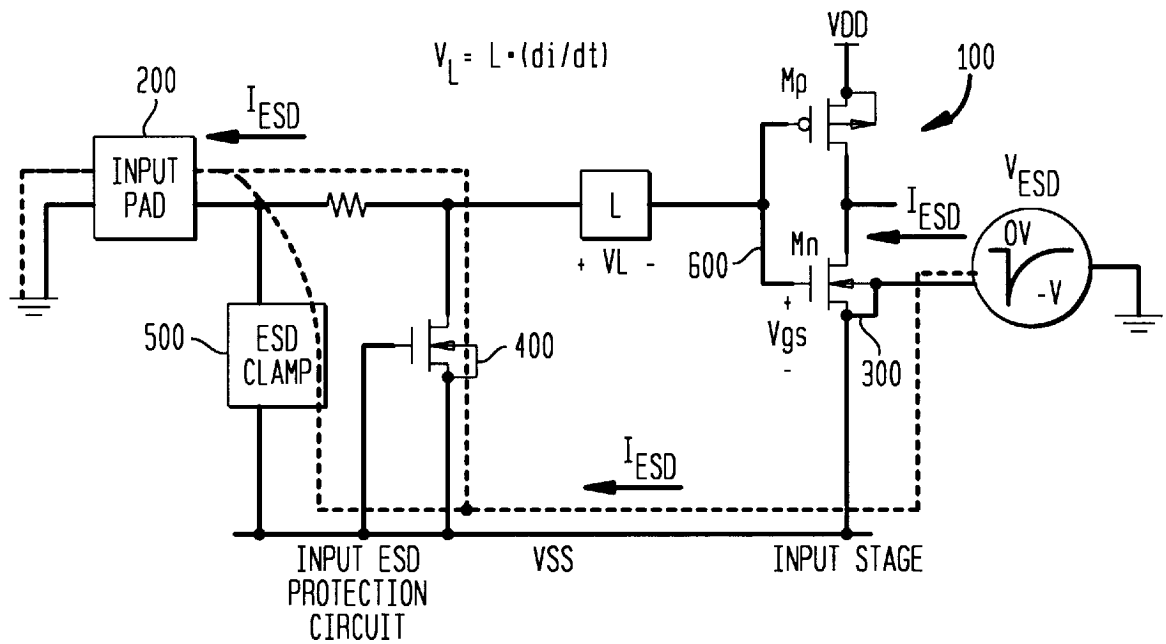 V_L = L·(di/dt)
VDD
200
I_ESD
Mp
100
INPUT
PAD
L
V_ESD
I_ESD
0V
-V
+ VL -
600
Mn
+
Vgs
-
300
500
ESD
CLAMP
400
I_ESD
INPUT ESD
PROTECTION
CIRCUIT
VSS
INPUT STAGE